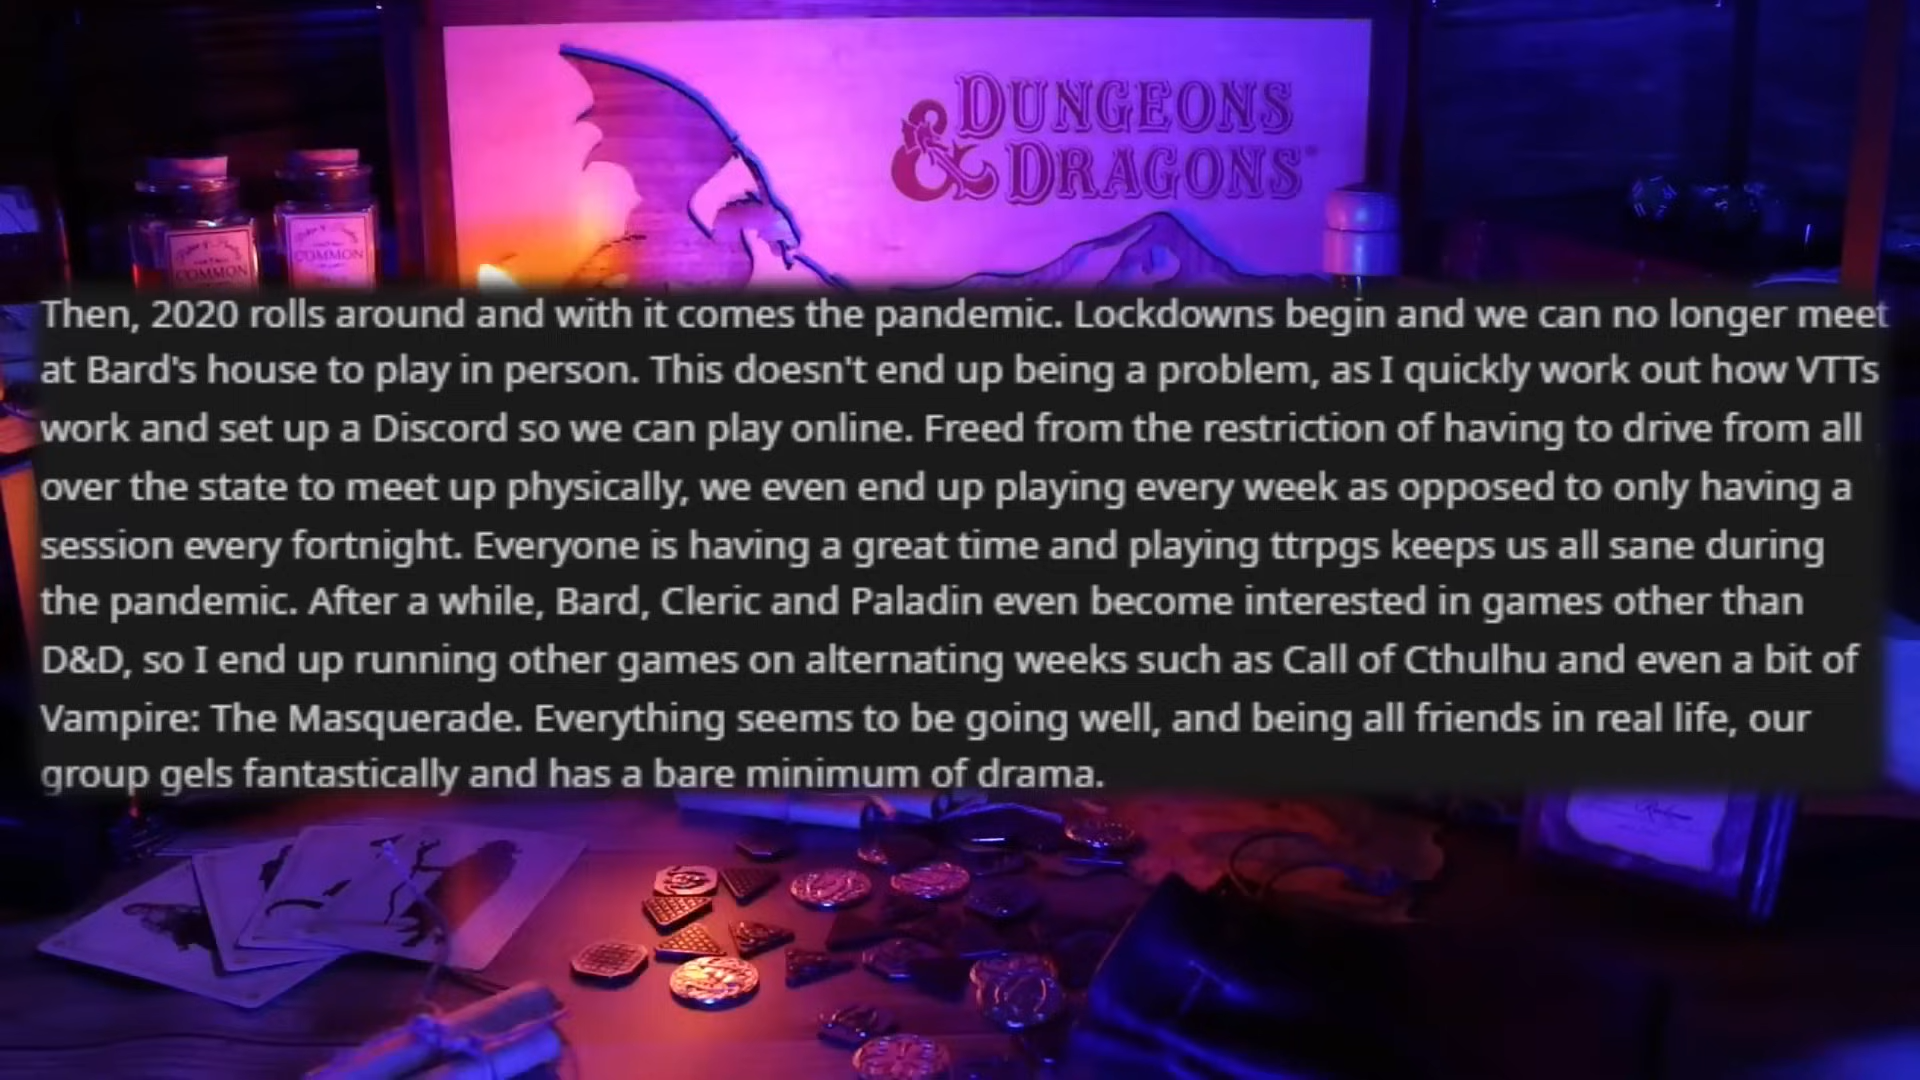 DUNGEONS
& DRAGONS
COMMON
COMMON
Then, 2020 rolls around and with it comes the pandemic. Lockdowns begin and we can no longer meet
at Bard's house to play in person. This doesn't end up being a problem, as I quickly work out how VTTs
work and set up a Discord so we can play online. Freed from the restriction of having to drive from all
over the state to meet up physically, we even end up playing every week as opposed to only having a
session every fortnight. Everyone is having a great time and playing ttrpgs keeps us all sane during
the pandemic. After a while, Bard, Cleric and Paladin even become interested in games other than
D&D, so I end up running other games on alternating weeks such as Call of Cthulhu and even a bit of
Vampire: The Masquerade. Everything seems to be going well, and being all friends in real life, our
group gels fantastically and has a bare minimum of drama.